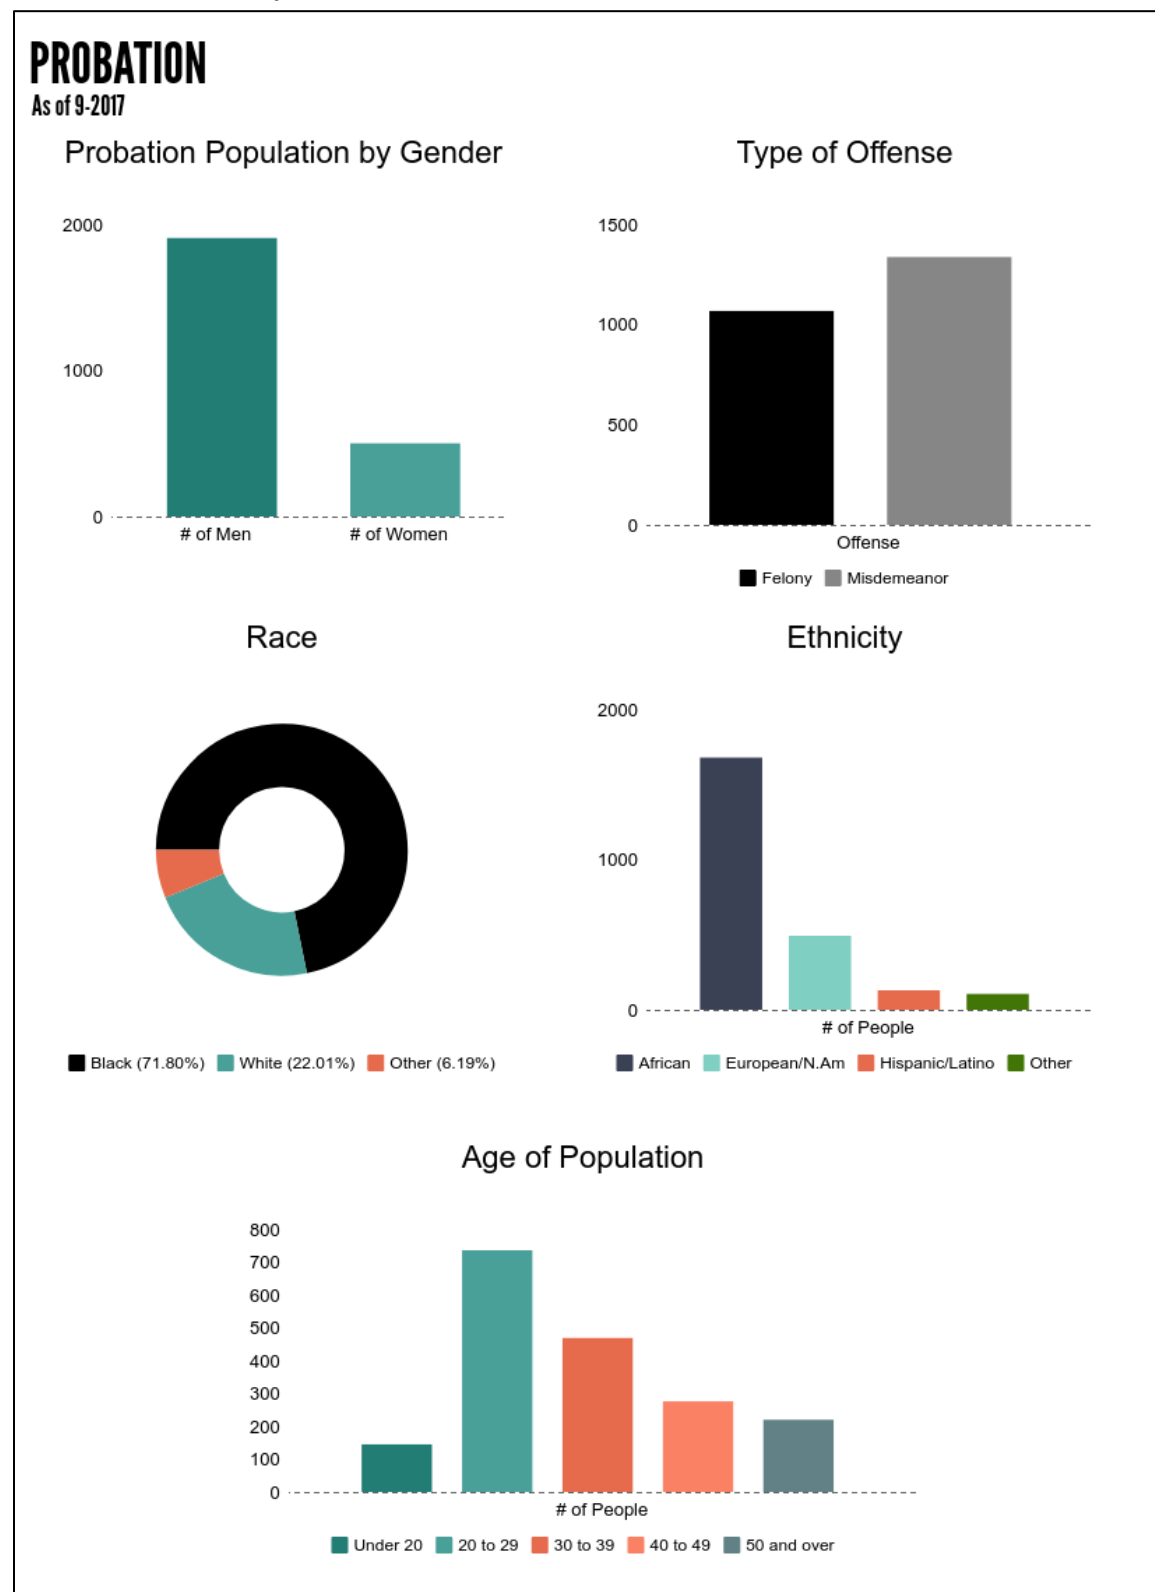 PROBATION
As of 9-2017
Probation Population by Gender
2000
1000
0
# of Men # of Women
Type of Offense
1500
1000
500
0
Offense
Felony Misdemeanor
Race
Black (71.80%) White (22.01%) Other (6.19%)
Ethnicity
2000
1000
0
# of People
African European/N.Am Hispanic/Latino Other
Age of Population
800
700
600
500
400
300
200
100
0
# of People
Under 20 20 to 29 30 to 39 40 to 49 50 and over